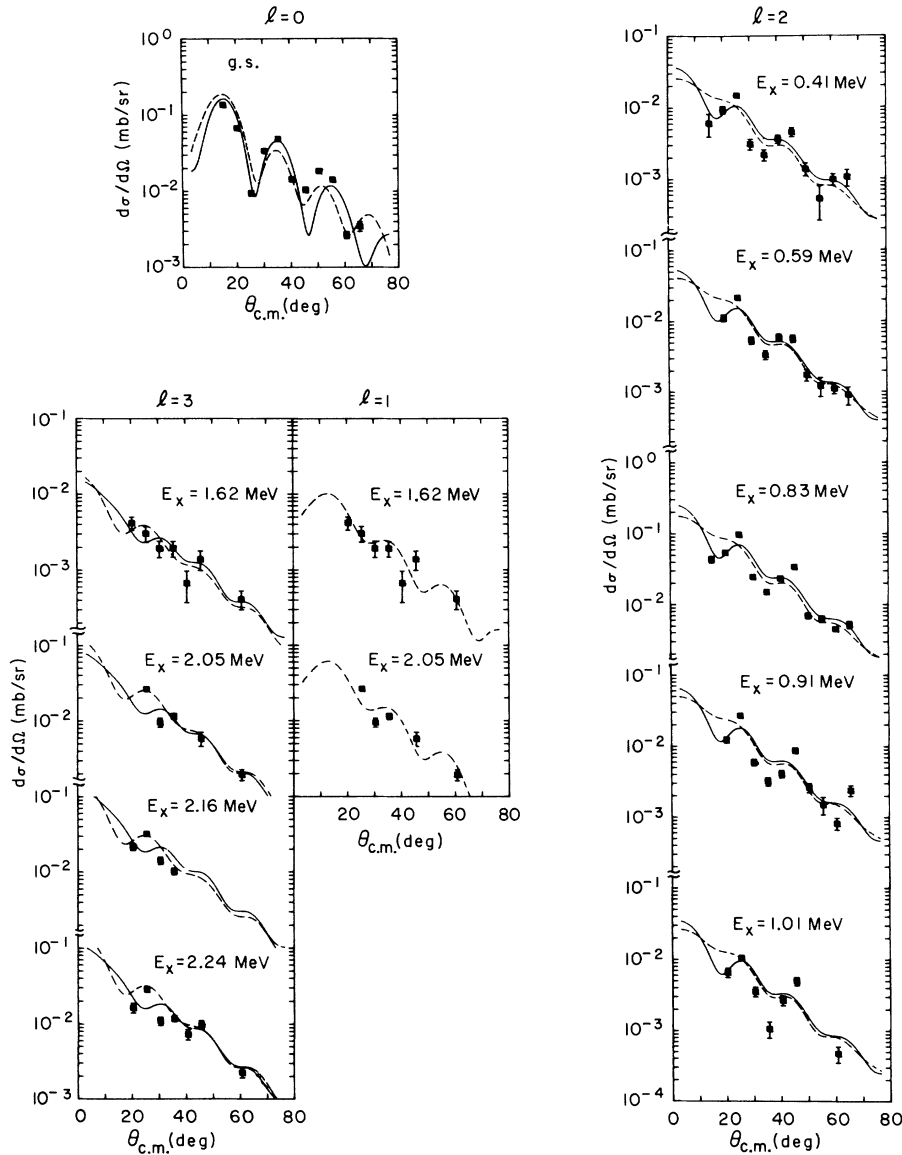 ℓ=0
10⁰
10⁻¹
10⁻²
10⁻³
dσ/dΩ (mb/sr)
g.s.
0 20 40 60 80
θc.m.(deg)
ℓ=3
ℓ=1
10⁻¹
10⁻²
10⁻³
10⁻¹
10⁻²
10⁻¹
10⁻²
10⁻¹
10⁻²
10⁻³
dσ/dΩ (mb/sr)
Eₓ=1.62 MeV
Eₓ=1.62 MeV
Eₓ=2.05 MeV
Eₓ=2.05 MeV
Eₓ=2.16 MeV
Eₓ=2.24 MeV
0 20 40 60 80
θc.m.(deg)
0 20 40 60 80
θc.m.(deg)
ℓ=2
10⁻¹
10⁻²
10⁻³
10⁻¹
10⁻²
10⁻³
10⁰
10⁻¹
10⁻²
10⁻¹
10⁻²
10⁻³
10⁻¹
10⁻²
10⁻³
10⁻⁴
dσ/dΩ (mb/sr)
Eₓ=0.41 MeV
Eₓ=0.59 MeV
Eₓ=0.83 MeV
Eₓ=0.91 MeV
Eₓ=1.01 MeV
0 20 40 60 80
θc.m.(deg)